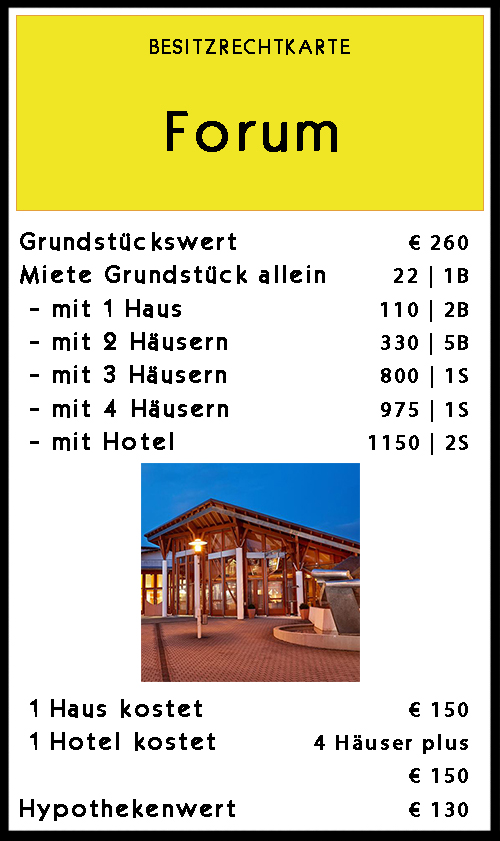 BESITZRECHTKARTE
Forum
Grundstückswert € 260
Miete Grundstück allein 22 | 1B
- mit 1 Haus 110 | 2B
- mit 2 Häusern 330 | 5B
- mit 3 Häusern 800 | 1S
- mit 4 Häusern 975 | 1S
- mit Hotel 1150 | 2S
1 Haus kostet € 150
1 Hotel kostet 4 Häuser plus
€ 150
Hypothekenwert € 130